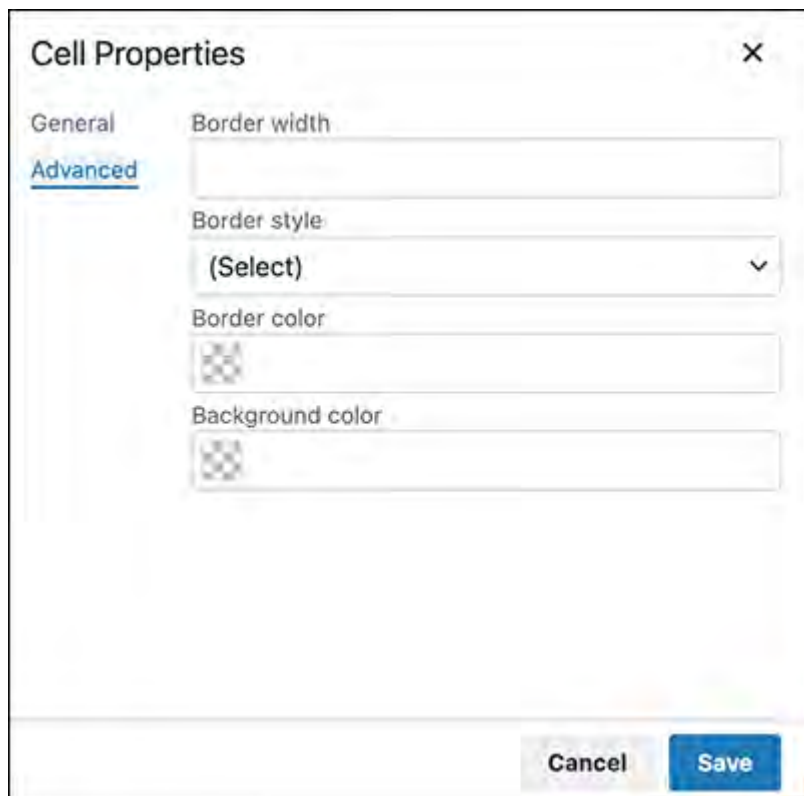 Cell Properties
General
Advanced
Border width
Border style
(Select)
Border color
Background color
Cancel
Save